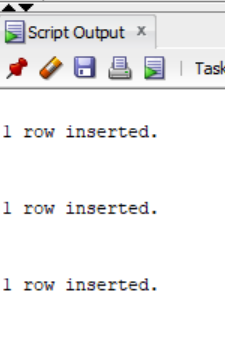 Script Output x
Task
1 row inserted.
1 row inserted.
1 row inserted.